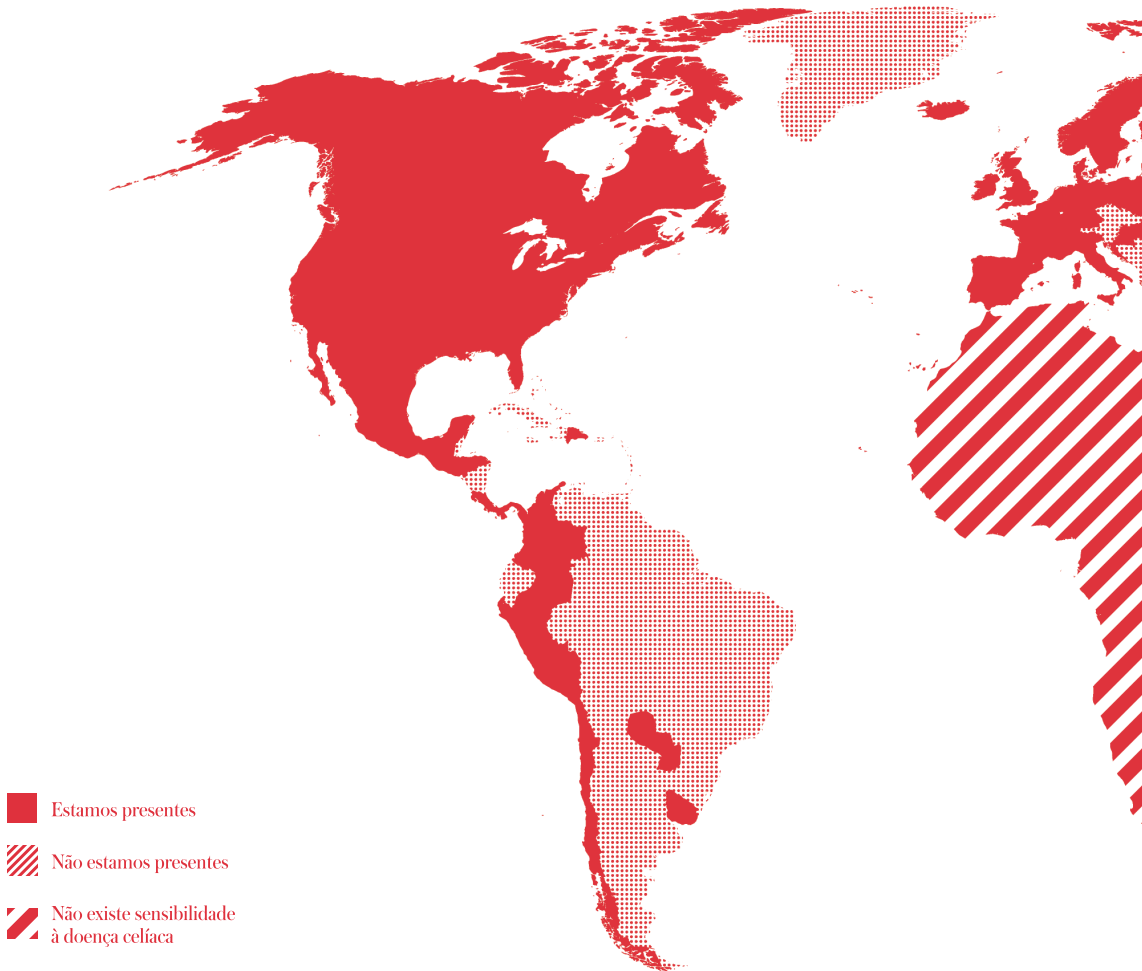 Estamos presentes
Não estamos presentes
Não existe sensibilidade
à doença celíaca